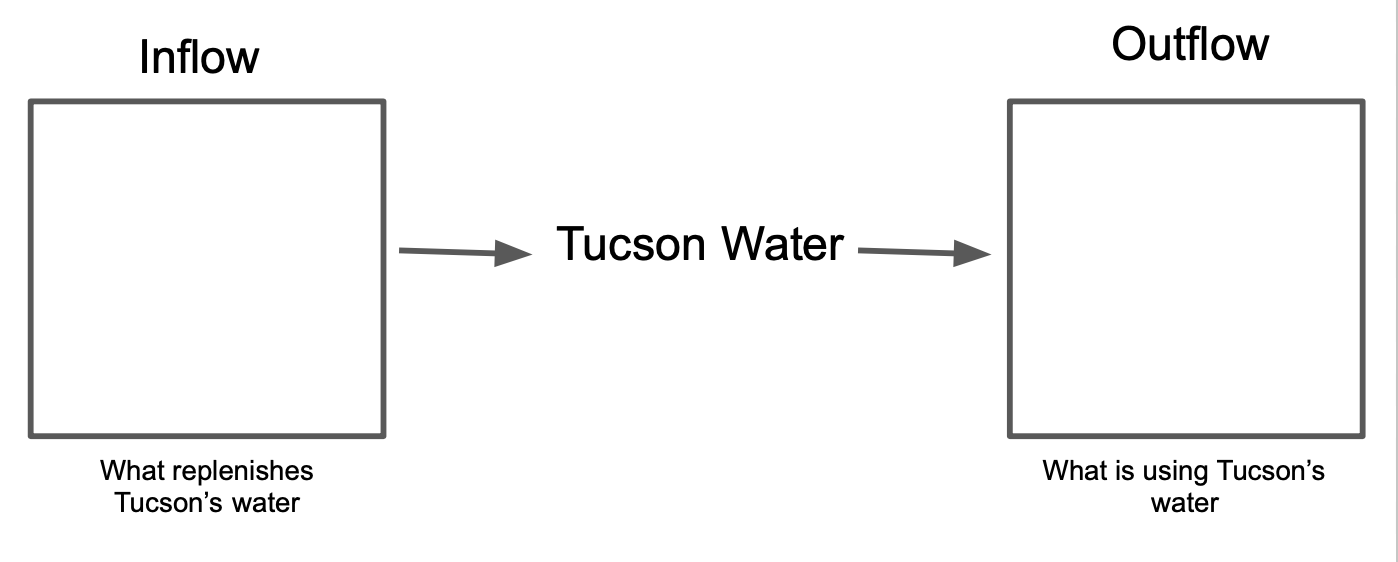 Inflow
Outflow
Tucson Water
What replenishes
Tucson’s water
What is using Tucson’s
water